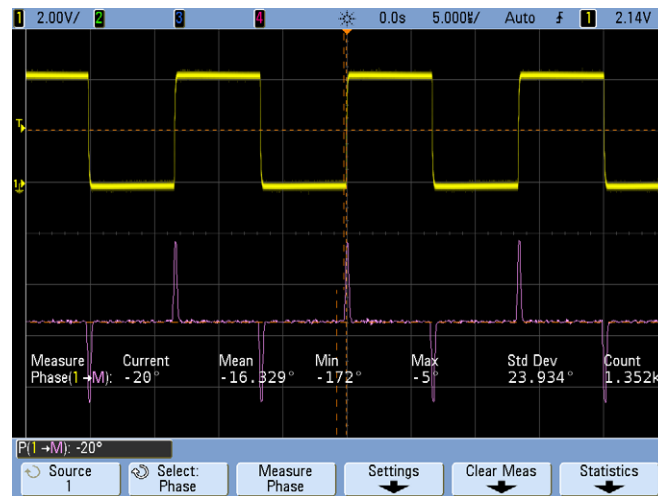 1 2.00V/ 2 3 4 0.0s 5.000µ/ Auto 1 2.14V
T
1
Measure Current Mean Min Max Std Dev Count
Phase(1→M): -20° -16.329° -172° -5° 23.934° 1.352k
P(1→M): -20°
Source Select: Measure Settings Clear Meas Statistics
1 Phase Phase